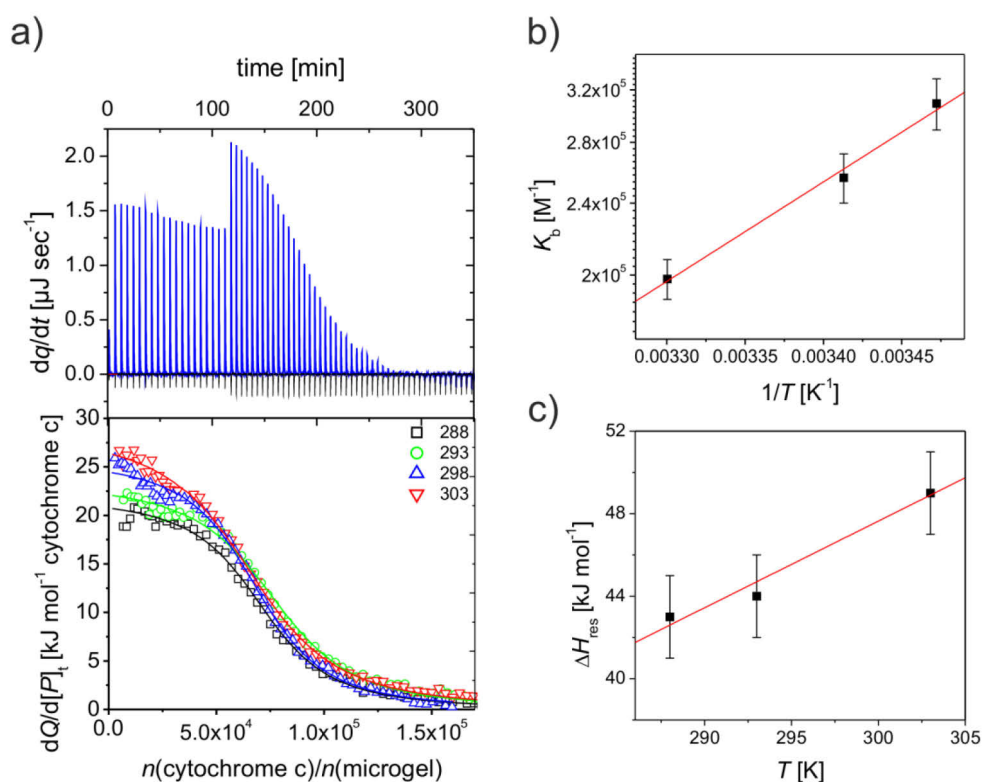 a)
time [min]
0 100 200 300
2.0
1.5
1.0
0.5
0.0
dq/dt [µJ sec⁻¹]
30
25
20
15
10
5
0
dQ/d[P]ₜ [kJ mol⁻¹ cytochrome c]
288
293
298
303
0.0 5.0x10⁴ 1.0x10⁵ 1.5x10⁵
n(cytochrome c)/n(microgel)
b)
3.2x10⁵
2.8x10⁵
2.4x10⁵
2x10⁵
K_b [M⁻¹]
0.00330 0.00335 0.00340 0.00345
1/T [K⁻¹]
c)
52
48
44
40
ΔH_res [kJ mol⁻¹]
290 295 300 305
T [K]